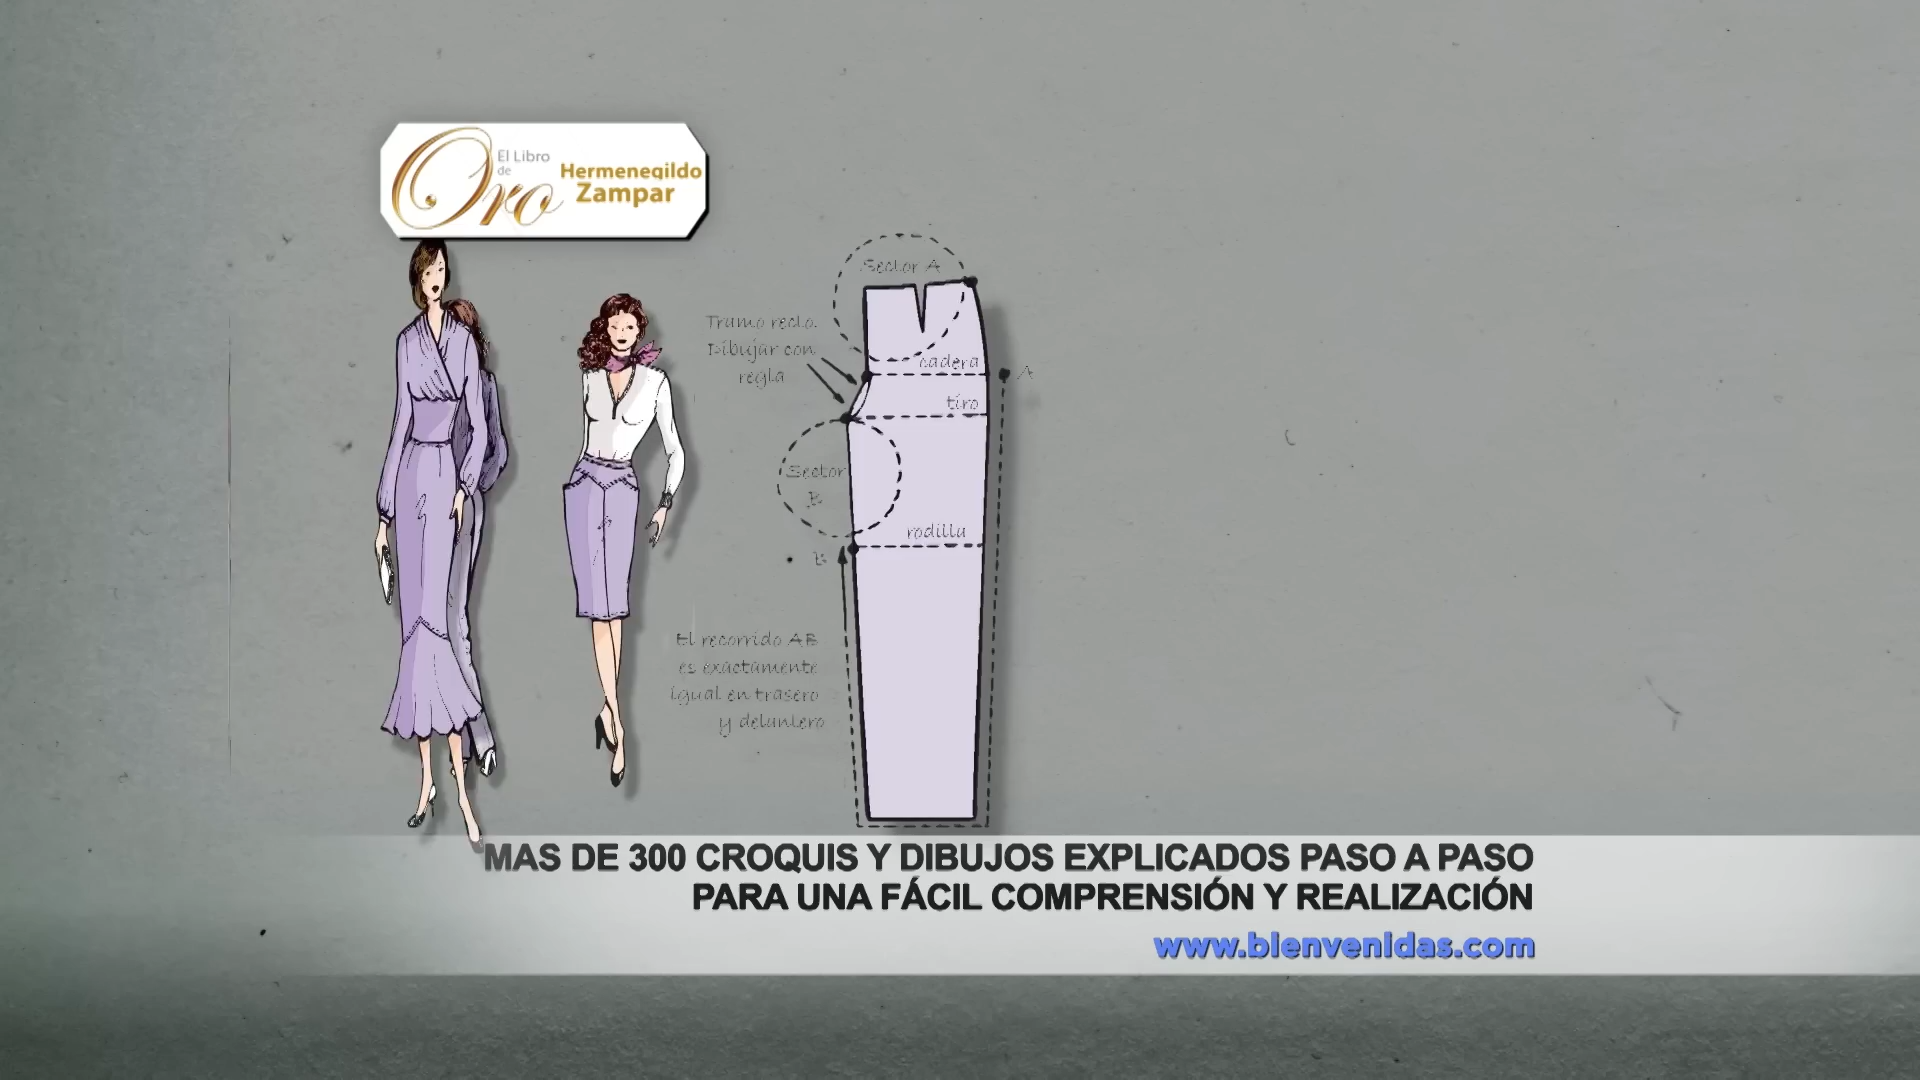 El Libro
de
Oro
Hermenegildo
Zampar
Sector A
Tramo recto.
Dibujar con
regla
cadera
A
tiro
Sector
B
rodilla
B
El recorrido AB
es exactamente
igual en trasero
y delantero
MAS DE 300 CROQUIS Y DIBUJOS EXPLICADOS PASO A PASO
PARA UNA FÁCIL COMPRENSIÓN Y REALIZACIÓN
www.bienvenidas.com